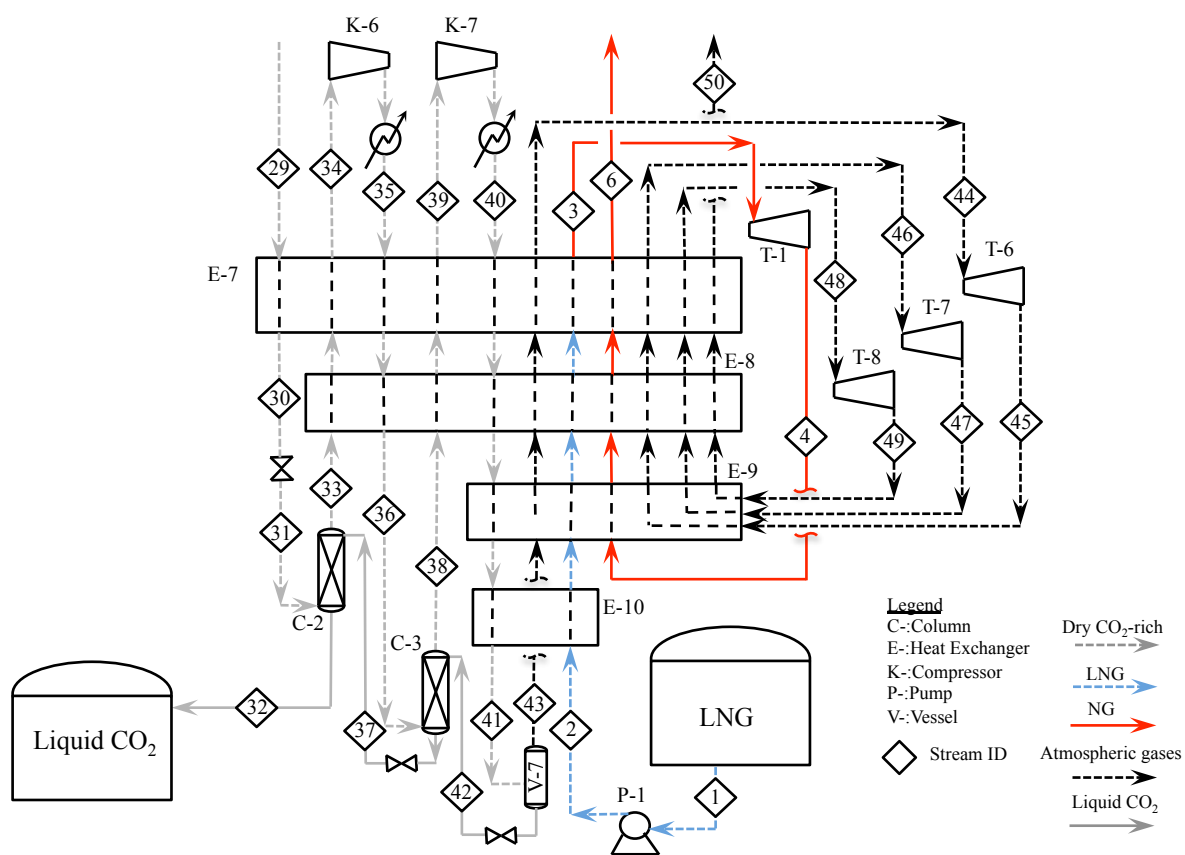 K-6
K-7
50
29
34
35
39
40
3
6
44
46
48
T-1
T-6
E-7
T-7
T-8
E-8
30
4
49
47
45
33
36
E-9
31
38
C-2
E-10
C-3
Liquid CO₂
32
37
41
43
2
LNG
V-7
42
P-1
1
Legend
C-:Column
E-:Heat Exchanger
K-:Compressor
P-:Pump
V-:Vessel
Stream ID
Dry CO₂-rich
LNG
NG
Atmospheric gases
Liquid CO₂